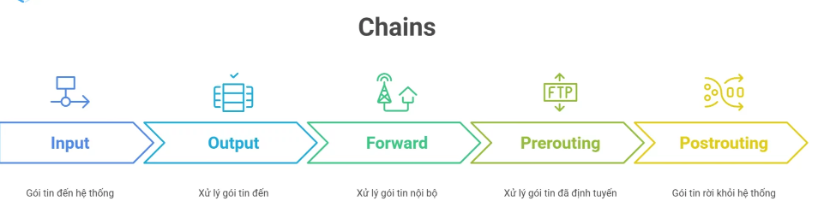 Chains
FTP
Input
Output
Forward
Prerouting
Postrouting
Gói tin đến hệ thống
Xử lý gói tin đến
Xử lý gói tin nội bộ
Xử lý gói tin đã định tuyến
Gói tin rời khỏi hệ thống